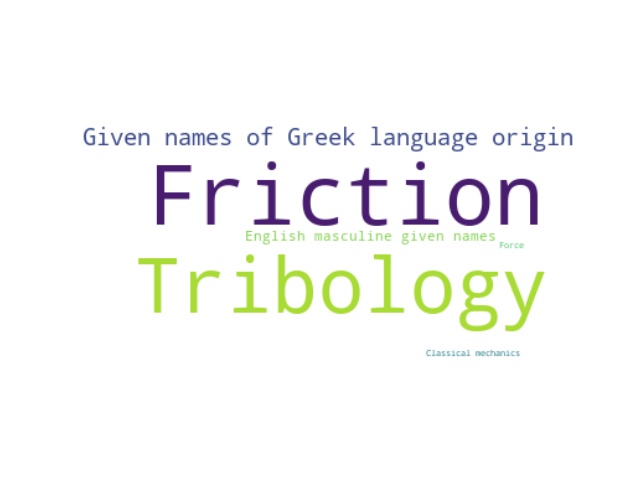 Given names of Greek language origin
Friction
English masculine given names
Force
Tribology
Classical mechanics